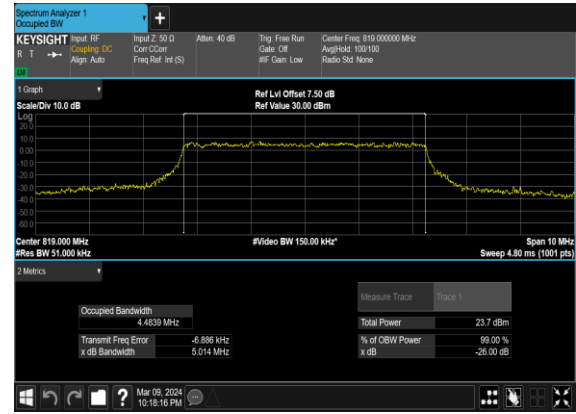 Spectrum Analyzer 1
Occupied BW
KEYSIGHT Input: RF Input Z: 50 Ω Atten: 40 dB Trig: Free Run Center Freq: 819.000000 MHz
R T Coupling: DC Corr CCorr Gate: Off Avg|Hold: 100/100
Align: Auto Freq Ref: Int (S) #IF Gain: Low Radio Std: None
LXI
1 Graph
Ref Lvl Offset 7.50 dB
Scale/Div 10.0 dB Ref Value 30.00 dBm
Log
20.0
10.0
0.00
-10.0
-20.0
-30.0
-40.0
-50.0
-60.0
Center 819.000 MHz #Video BW 150.00 kHz* Span 10 MHz
#Res BW 51.000 kHz Sweep 4.80 ms (1001 pts)
2 Metrics
Measure Trace Trace 1
Occupied Bandwidth
4.4839 MHz Total Power 23.7 dBm
Transmit Freq Error -6.886 kHz % of OBW Power 99.00 %
x dB Bandwidth 5.014 MHz x dB -26.00 dB
?
Mar 09, 2024
10:18:16 PM